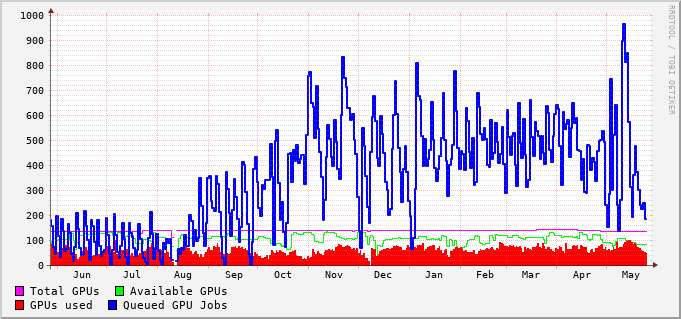 1000
900
800
700
600
500
400
300
200
100
0
Jun Jul Aug Sep Oct Nov Dec Jan Feb Mar Apr May
Total GPUs Available GPUs
GPUs used Queued GPU Jobs
RRDTOOL / TOBI OETIKER